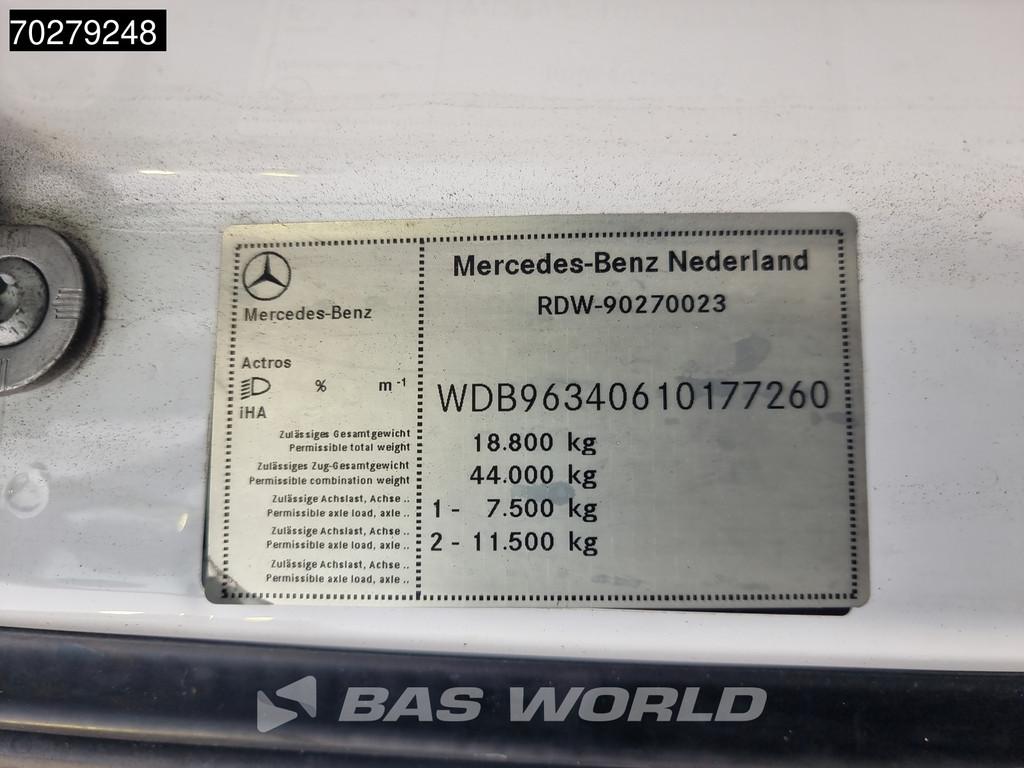 70279248
Mercedes-Benz
Mercedes-Benz Nederland
RDW-90270023
Actros
% m⁻¹
iHA
WDB96340610177260
Zulässiges Gesamtgewicht
Permissible total weight
18.800 kg
Zulässiges Zug-Gesamtgewicht
Permissible combination weight
44.000 kg
Zulässige Achslast, Achse ..
Permissible axle load, axle ..
1 - 7.500 kg
Zulässige Achslast, Achse ..
Permissible axle load, axle ..
2 - 11.500 kg
Zulässige Achslast, Achse ..
Permissible axle load, axle ..
BAS WORLD